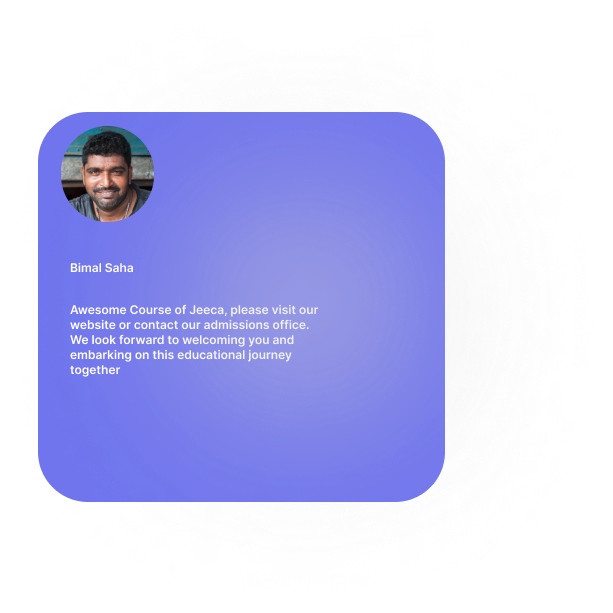 Bimal Saha
Awesome Course of Jeeca, please visit our
website or contact our admissions office.
We look forward to welcoming you and
embarking on this educational journey
together